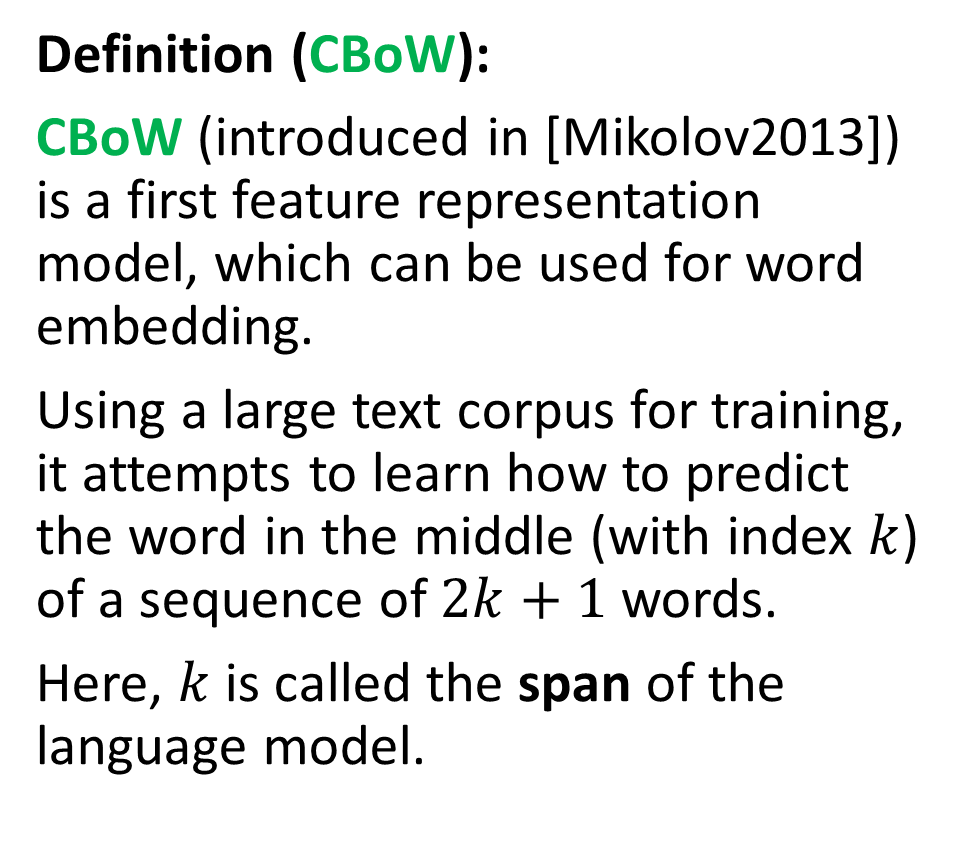 Definition (CBoW):
CBoW (introduced in [Mikolov2013])
is a first feature representation
model, which can be used for word
embedding.
Using a large text corpus for training,
it attempts to learn how to predict
the word in the middle (with index k)
of a sequence of 2k + 1 words.
Here, k is called the span of the
language model.